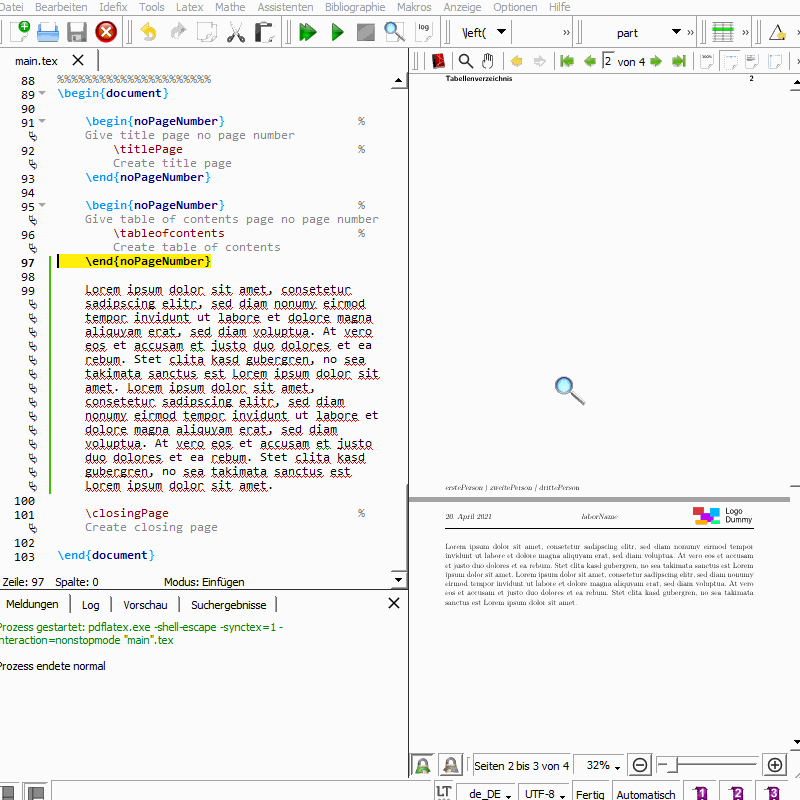 Datei Bearbeiten Idefix Tools Latex Mathe Assistenten Bibliographie Makros Anzeige Optionen Hilfe
log \left( part
main.tex
2 von 4
88 %%%%%%%%%%%%%%%%%%%%%%
89 \begin{document}
90
91 \begin{noPageNumber} %
Give title page no page number
92 \titlePage %
Create title page
93 \end{noPageNumber}
94
95 \begin{noPageNumber} %
Give table of contents page no page number
96 \tableofcontents %
Create table of contents
97 \end{noPageNumber}
98
99 Lorem ipsum dolor sit amet, consetetur
sadipscing elitr, sed diam nonumy eirmod
tempor invidunt ut labore et dolore magna
aliquyam erat, sed diam voluptua. At vero
eos et accusam et justo duo dolores et ea
rebum. Stet clita kasd gubergren, no sea
takimata sanctus est Lorem ipsum dolor sit
amet. Lorem ipsum dolor sit amet,
consetetur sadipscing elitr, sed diam
nonumy eirmod tempor invidunt ut labore et
dolore magna aliquyam erat, sed diam
voluptua. At vero eos et accusam et justo
duo dolores et ea rebum. Stet clita kasd
gubergren, no sea takimata sanctus est
Lorem ipsum dolor sit amet.
100
101 \closingPage %
Create closing page
102
103 \end{document}
Zeile: 97 Spalte: 0 Modus: Einfügen
Meldungen Log Vorschau Suchergebnisse
Prozess gestartet: pdflatex.exe -shell-escape -synctex=1 -
interaction=nonstopmode "main".tex
Prozess endete normal
Tabellenverzeichnis 2
erstePerson | zweitePerson | drittePerson
20. April 2021 laborName Logo
Dummy
Lorem ipsum dolor sit amet, consetetur sadipscing elitr, sed diam nonumy eirmod tempor
invidunt ut labore et dolore magna aliquyam erat, sed diam voluptua. At vero eos et accusam
et justo duo dolores et ea rebum. Stet clita kasd gubergren, no sea takimata sanctus est Lorem
ipsum dolor sit amet. Lorem ipsum dolor sit amet, consetetur sadipscing elitr, sed diam
nonumy eirmod tempor invidunt ut labore et dolore magna aliquyam erat, sed diam voluptua. At vero
eos et accusam et justo duo dolores et ea rebum. Stet clita kasd gubergren, no sea takimata
sanctus est Lorem ipsum dolor sit amet.
Seiten 2 bis 3 von 4 32%
LT de_DE UTF-8 Fertig Automatisch 1 2 3